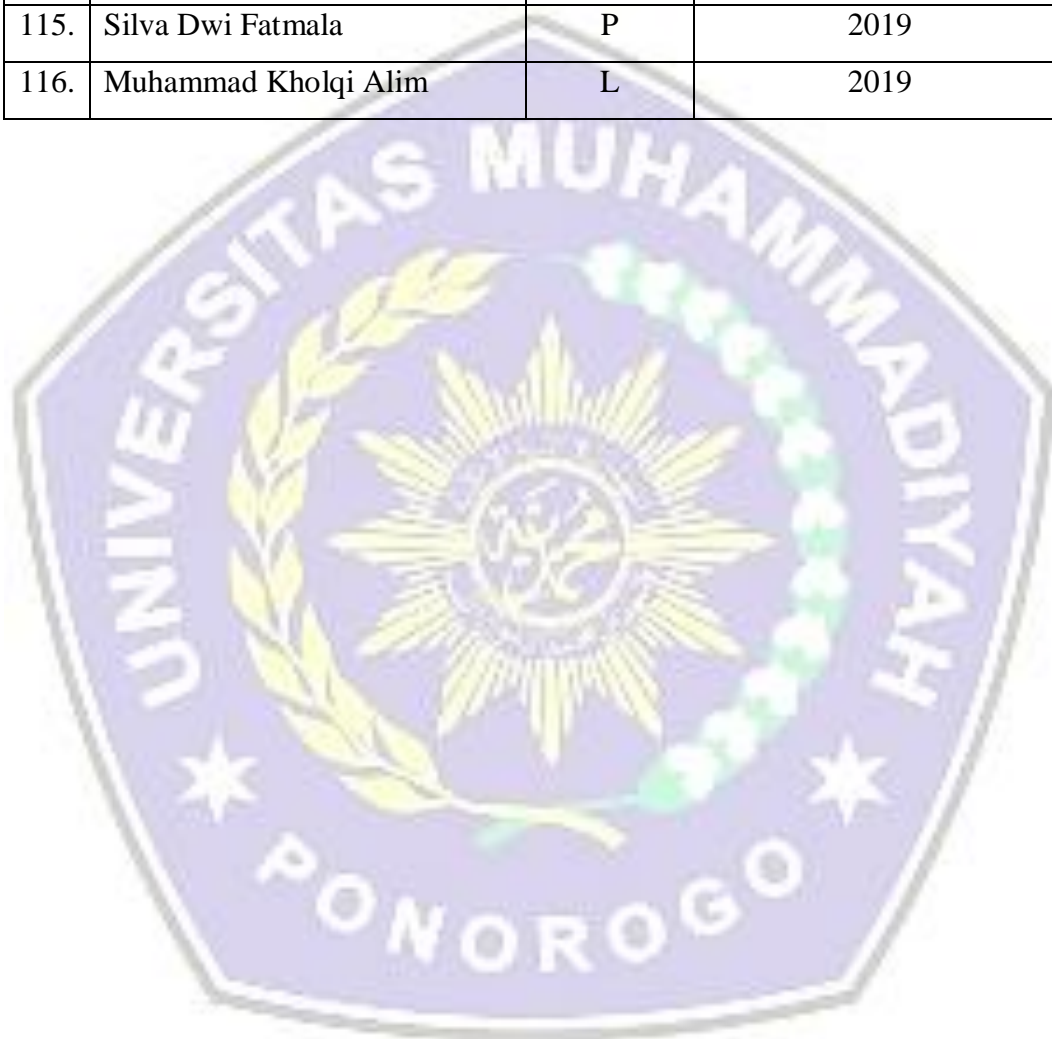 115. Silva Dwi Fatmala P 2019
116. Muhammad Kholqi Alim L 2019
UNIVERSITAS MUHAMMADIYAH
PONOROGO